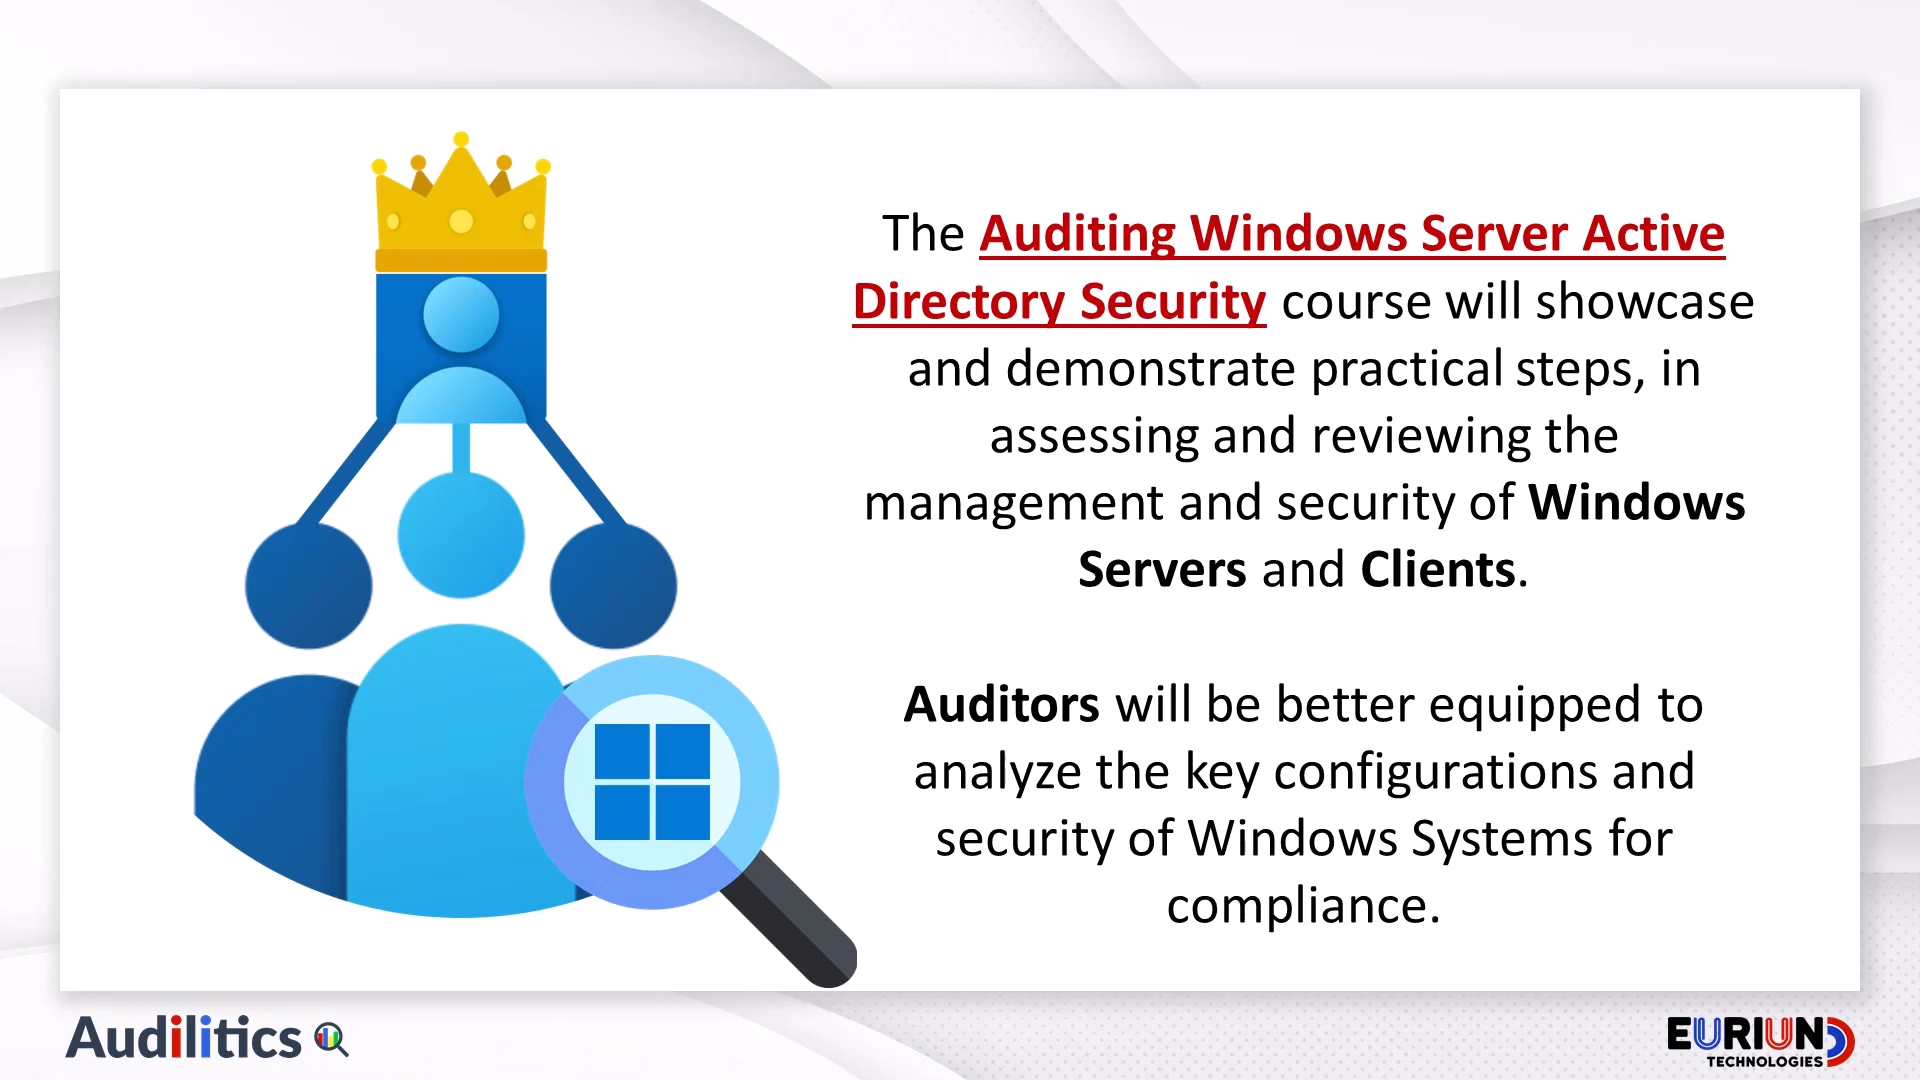 The Auditing Windows Server Active
Directory Security course will showcase
and demonstrate practical steps, in
assessing and reviewing the
management and security of Windows
Servers and Clients.
Auditors will be better equipped to
analyze the key configurations and
security of Windows Systems for
compliance.
Audilitics
EURIUN
TECHNOLOGIES